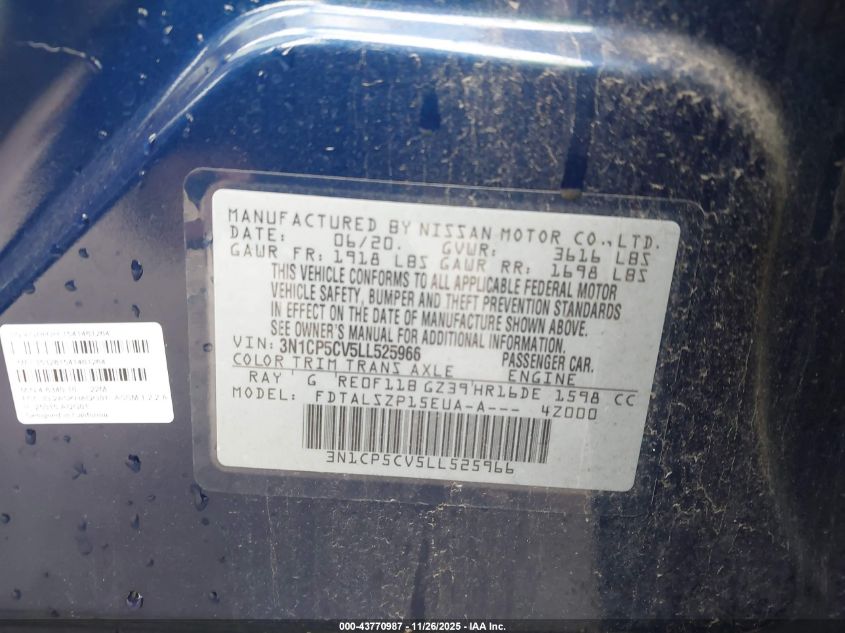 MANUFACTURED BY NISSAN MOTOR CO.,LTD.
DATE: 06/20. GVWR: 3616 LBS
GAWR FR: 1918 LBS GAWR RR: 1698 LBS
THIS VEHICLE CONFORMS TO ALL APPLICABLE FEDERAL MOTOR
VEHICLE SAFETY, BUMPER AND THEFT PREVENTION STANDARDS
IN EFFECT ON THE DATE OF MANUFACTURE SHOWN ABOVE.
SEE OWNER'S MANUAL FOR ADDITIONAL INFORMATION.
VIN: 3N1CP5CV5LL525966 PASSENGER CAR.
COLOR TRIM TRANS AXLE ENGINE
RAY G RE0F11B GZ39 HR16DE 1598 CC
MODEL: FDTALSZP15EUA-A--- 4Z000
3N1CP5CV5LL525966
000-43770987 - 11/26/2025 - IAA Inc.